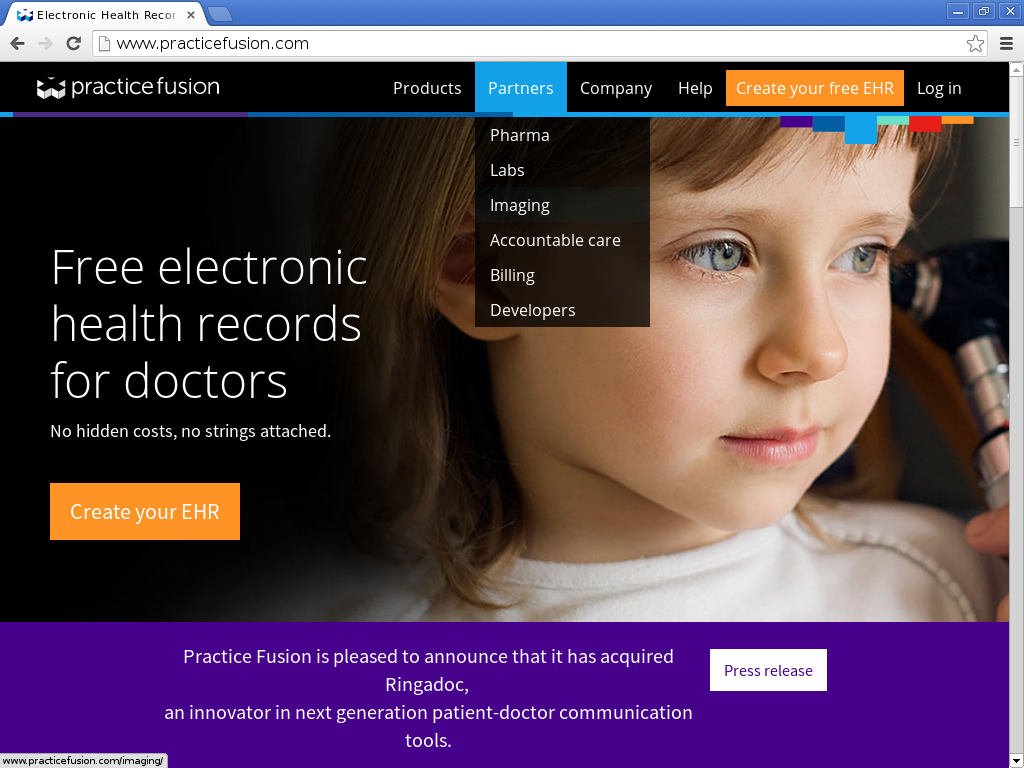 Electronic Health Recor
www.practicefusion.com
practice fusion
Products Partners Company Help Create your free EHR Log in
Pharma
Labs
Imaging
Accountable care
Billing
Developers
Free electronic
health records
for doctors
No hidden costs, no strings attached.
Create your EHR
Practice Fusion is pleased to announce that it has acquired
Ringadoc,
an innovator in next generation patient-doctor communication
tools.
Press release
www.practicefusion.com/imaging/